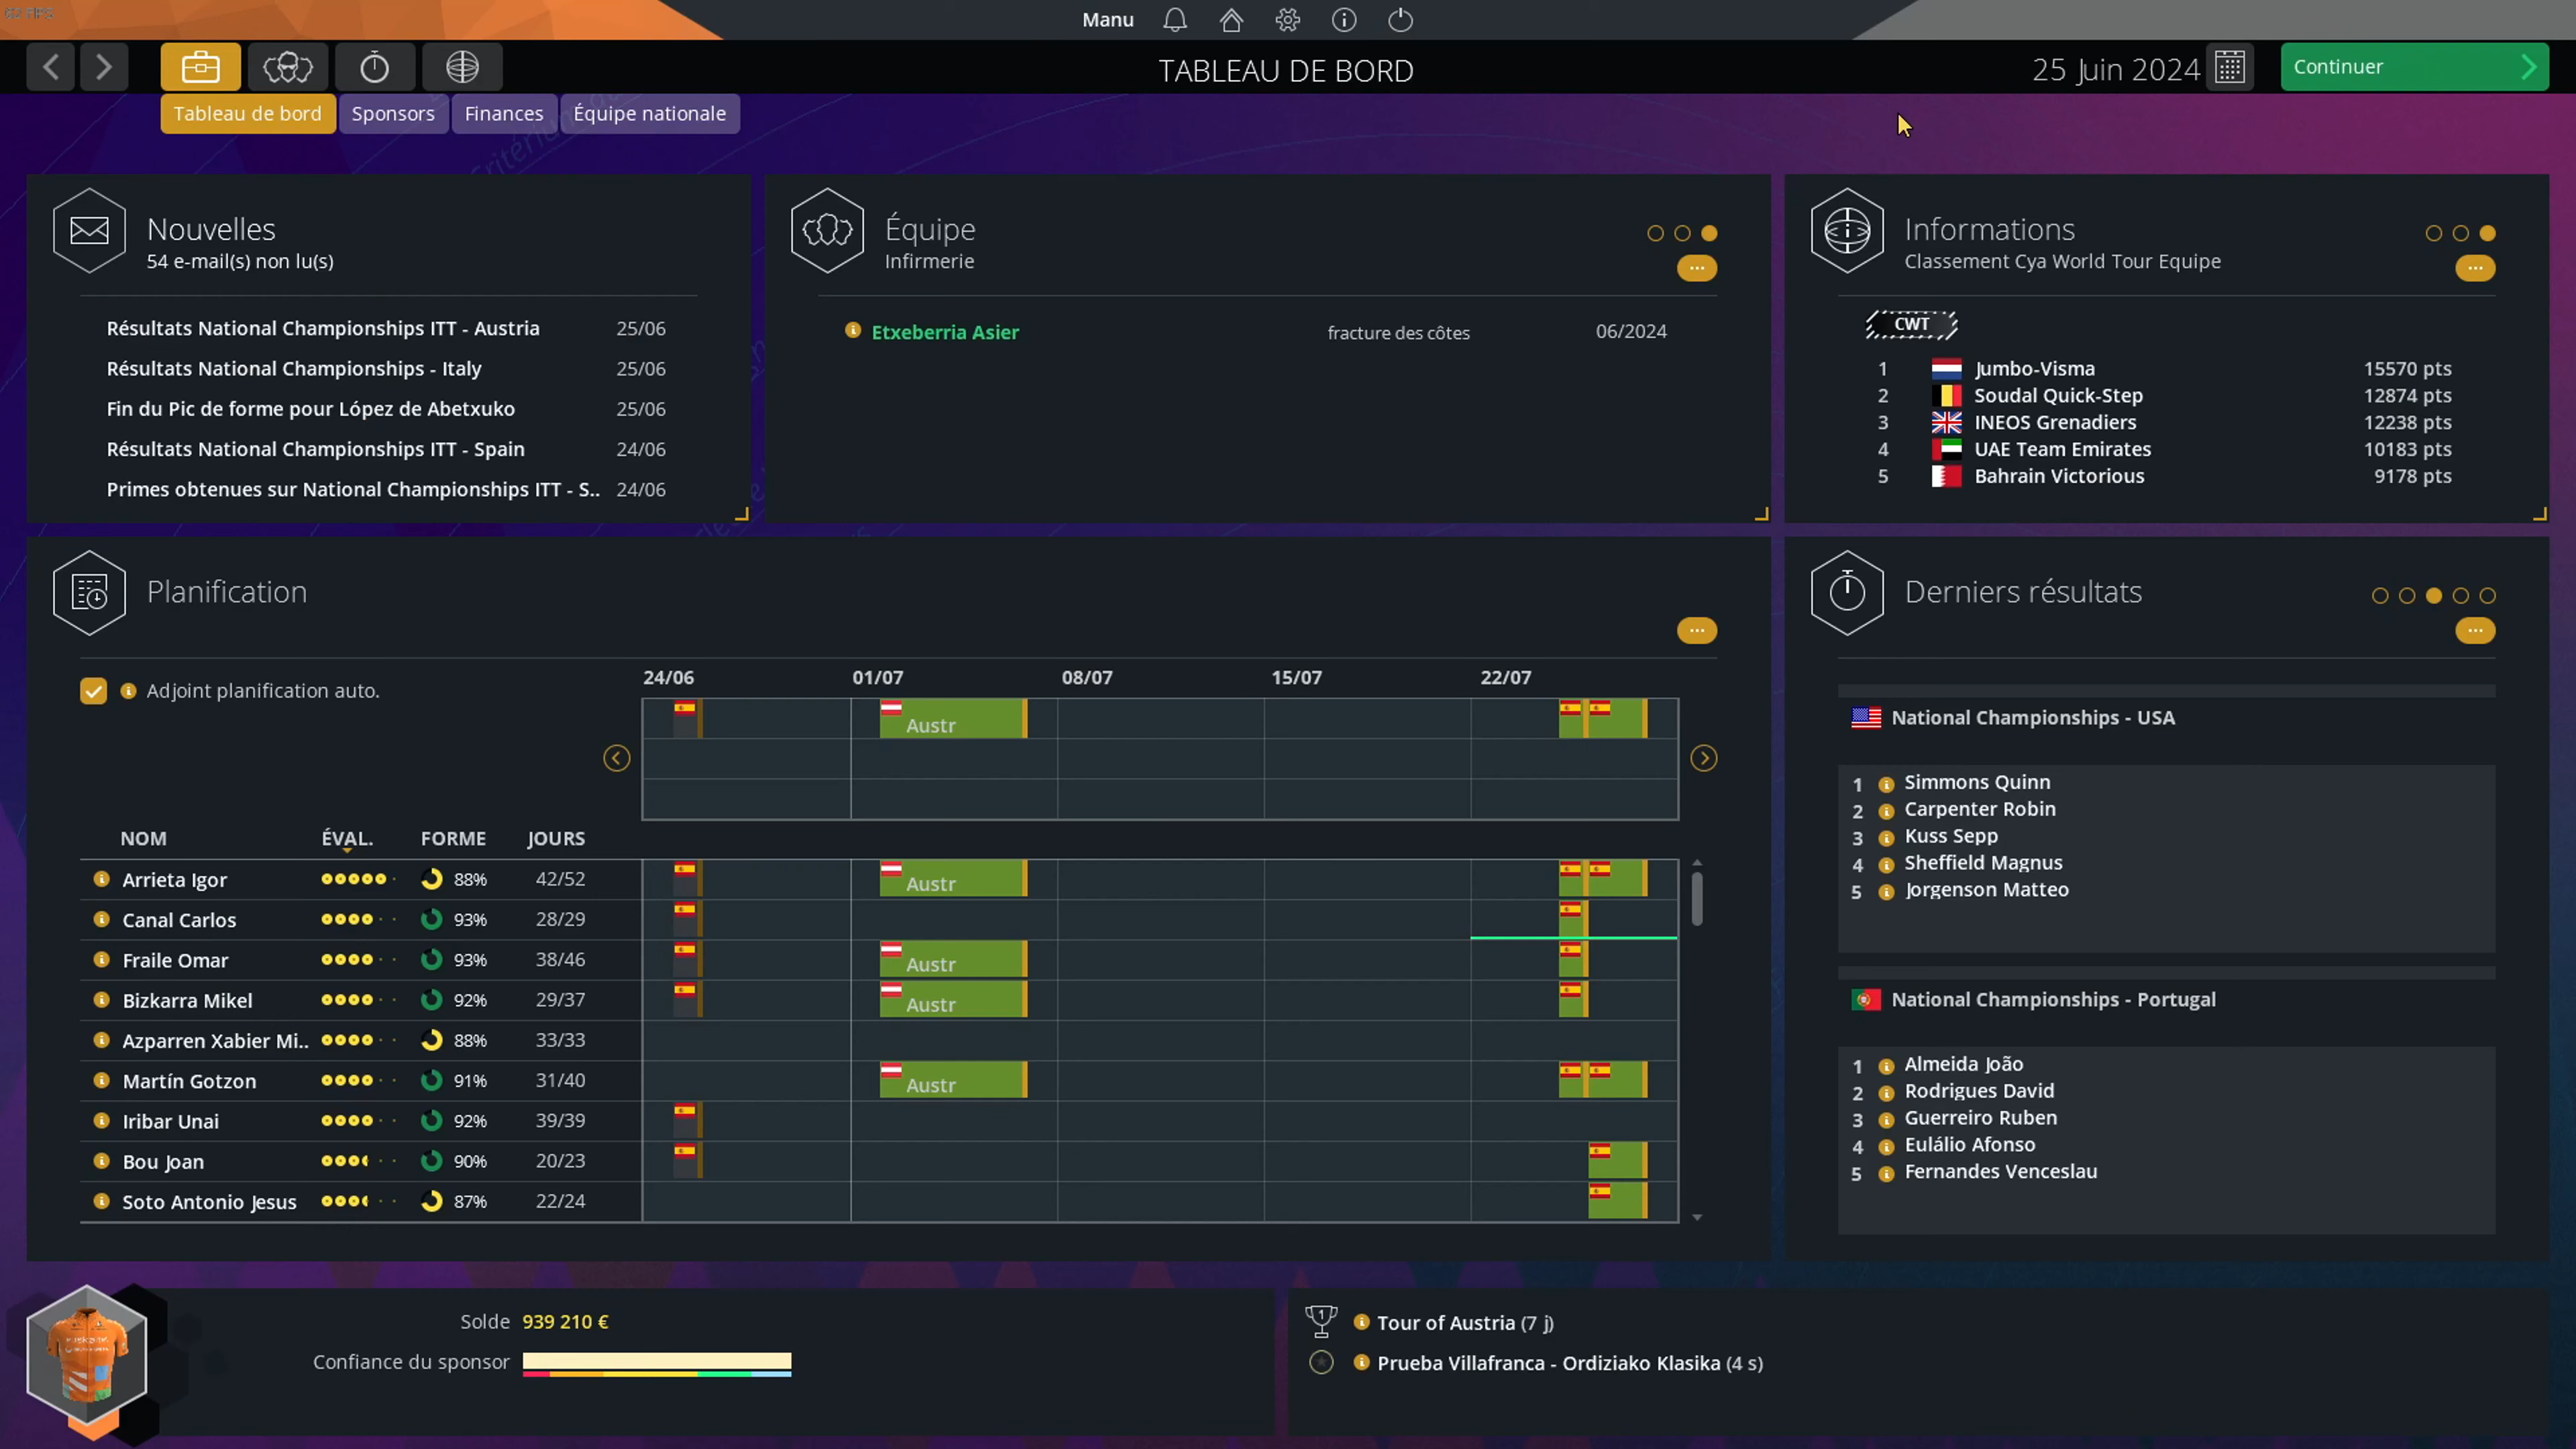 62 FPS
Manu
TABLEAU DE BORD
25 Juin 2024
Continuer
Tableau de bord
Sponsors
Finances
Équipe nationale
Nouvelles
54 e-mail(s) non lu(s)
Résultats National Championships ITT - Austria 25/06
Résultats National Championships - Italy 25/06
Fin du Pic de forme pour López de Abetxuko 25/06
Résultats National Championships ITT - Spain 24/06
Primes obtenues sur National Championships ITT - S.. 24/06
Équipe
Infirmerie
Etxeberria Asier fracture des côtes 06/2024
Informations
Classement Cya World Tour Equipe
CWT
1 Jumbo-Visma 15570 pts
2 Soudal Quick-Step 12874 pts
3 INEOS Grenadiers 12238 pts
4 UAE Team Emirates 10183 pts
5 Bahrain Victorious 9178 pts
Planification
Adjoint planification auto.
24/06 01/07 08/07 15/07 22/07
Austr
NOM ÉVAL. FORME JOURS
Arrieta Igor 88% 42/52 Austr
Canal Carlos 93% 28/29
Fraile Omar 93% 38/46 Austr
Bizkarra Mikel 92% 29/37 Austr
Azparren Xabier Mi.. 88% 33/33
Martín Gotzon 91% 31/40 Austr
Iribar Unai 92% 39/39
Bou Joan 90% 20/23
Soto Antonio Jesus 87% 22/24
Derniers résultats
National Championships - USA
1 Simmons Quinn
2 Carpenter Robin
3 Kuss Sepp
4 Sheffield Magnus
5 Jorgenson Matteo
National Championships - Portugal
1 Almeida João
2 Rodrigues David
3 Guerreiro Ruben
4 Eulálio Afonso
5 Fernandes Venceslau
Solde 939 210 €
Confiance du sponsor
Tour of Austria (7 j)
Prueba Villafranca - Ordiziako Klasika (4 s)